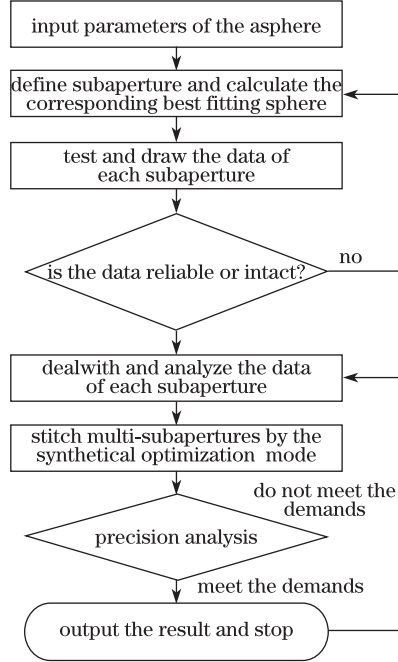 input parameters of the asphere
define subaperture and calculate the
corresponding best fitting sphere
test and draw the data of
each subaperture
is the data reliable or intact?
no
dealwith and analyze the data
of each subaperture
stitch multi-subapertures by the
synthetical optimization mode
do not meet the
demands
precision analysis
meet the demands
output the result and stop